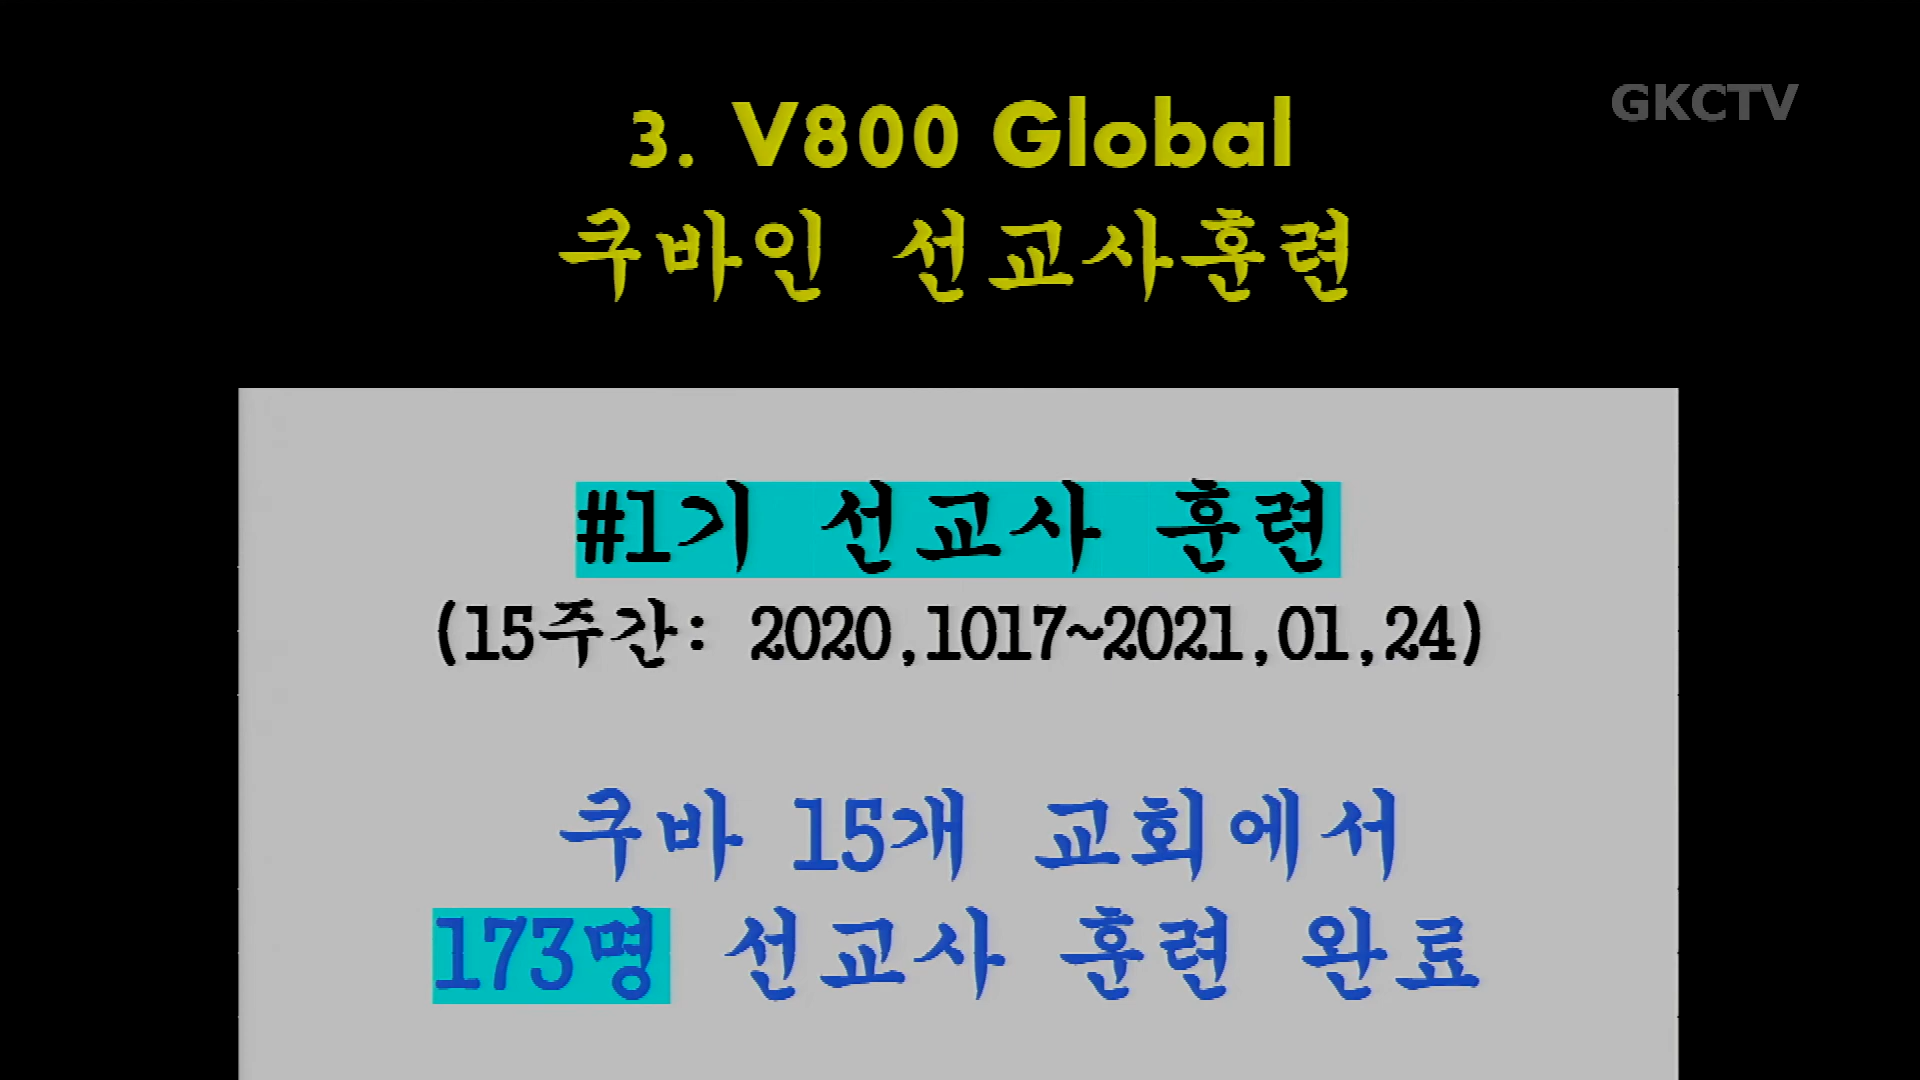 GKCTV
3. V800 Global
쿠바인 선교사훈련
#1기 선교사 훈련
(15주간: 2020,1017~2021,01,24)
쿠바 15개 교회에서
173명 선교사 훈련 완료